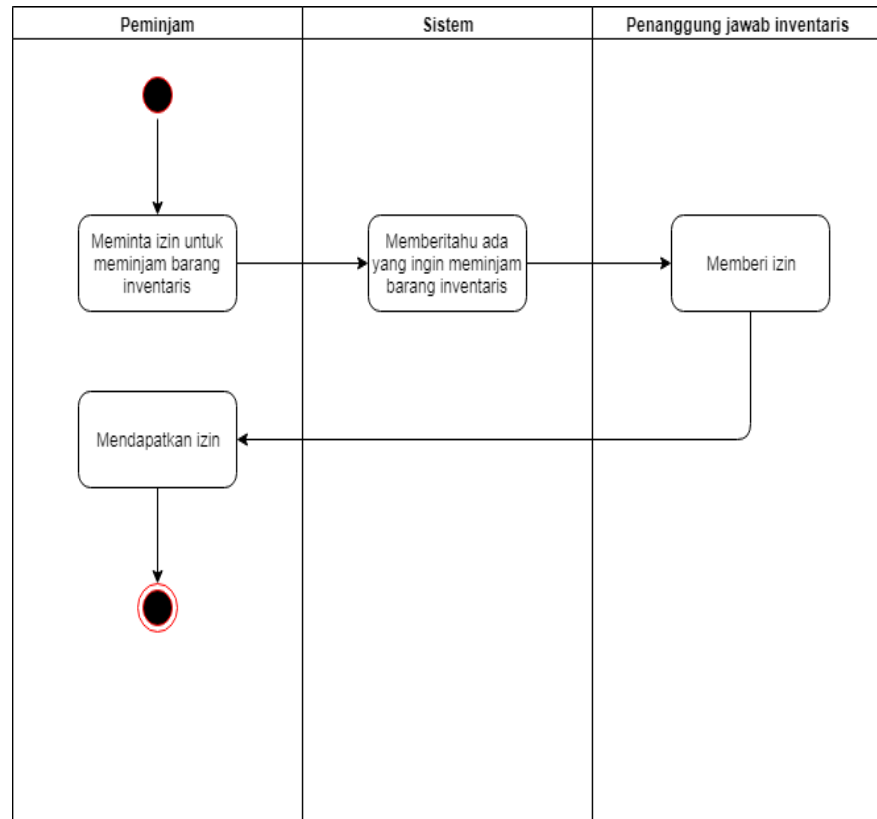 Peminjam
Sistem
Penanggung jawab inventaris
Meminta izin untuk
meminjam barang
inventaris
Memberitahu ada
yang ingin meminjam
barang inventaris
Memberi izin
Mendapatkan izin